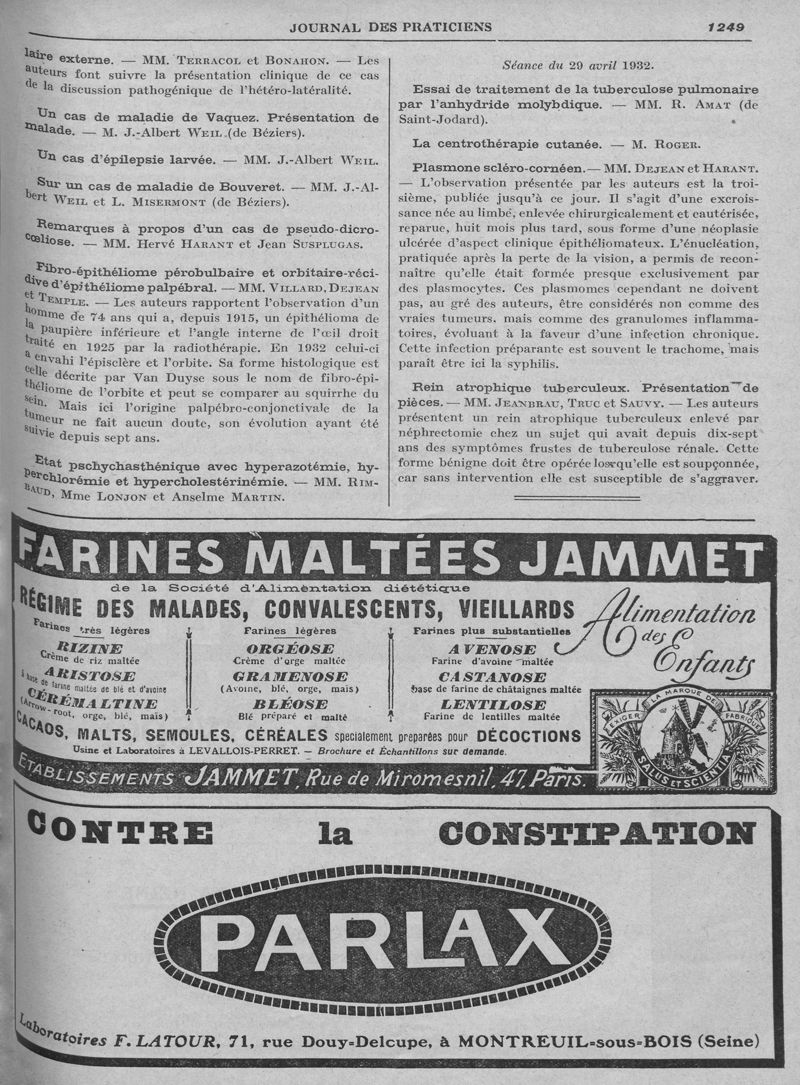 JOURNAL DES PRATICIENS 1249
laire externe. — MM. TERRACOL et BONAHON. — Les
auteurs font suivre la présentation clinique de ce cas
de la discussion pathogénique de l'hétéro-latéralité.
Un cas de maladie de Vaquez. Présentation de
malade. — M. J.-Albert WEIL (de Béziers).
Un cas d'épilepsie larvée. — MM. J.-Albert WEIL.
Sur un cas de maladie de Bouveret. — MM. J.-Al-
bert WEIL et L. MISERMONT (de Béziers).
Remarques à propos d'un cas de pseudo-dicro-
cœliose. — MM. Hervé HARANT et Jean SUSPLUGAS.
Fibro-épithéliome pérobulbaire et orbitaire-réci-
dive d'épithéliome palpébral. — MM. VILLARD, DEJEAN
et TEMPLE. — Les auteurs rapportent l'observation d'un
homme de 74 ans qui a, depuis 1915, un épithélioma de
la paupière inférieure et l'angle interne de l'œil droit
traité en 1925 par la radiothérapie. En 1932 celui-ci
a envahi l'épisclère et l'orbite. Sa forme histologique est
celle décrite par Van Duyse sous le nom de fibro-épi-
théliome de l'orbite et peut se comparer au squirrhe du
sein. Mais ici l'origine palpébro-conjonctivale de la
tumeur ne fait aucun doute, son évolution ayant été
suivie depuis sept ans.
Etat pschychasthénique avec hyperazotémie, hy-
perchlorémie et hypercholestérinémie. — MM. RIM-
BAUD, Mme LONJON et Anselme MARTIN.
Séance du 29 avril 1932.
Essai de traitement de la tuberculose pulmonaire
par l'anhydride molybdique. — MM. R. AMAT (de
Saint-Jodard).
La centrothérapie cutanée. — M. ROGER.
Plasmone scléro-cornéen. — MM. DEJEAN et HARANT.
— L'observation présentée par les auteurs est la troi-
sième, publiée jusqu'à ce jour. Il s'agit d'une excrois-
sance née au limbe, enlevée chirurgicalement et cautérisée,
reparue, huit mois plus tard, sous forme d'une néoplasie
ulcérée d'aspect clinique épithéliomateux. L'énucléation,
pratiquée après la perte de la vision, a permis de recon-
naître qu'elle était formée presque exclusivement par
des plasmocytes. Ces plasmomes cependant ne doivent
pas, au gré des auteurs, être considérés non comme des
vraies tumeurs. mais comme des granulomes inflamma-
toires, évoluant à la faveur d'une infection chronique.
Cette infection préparante est souvent le trachome, mais
paraît être ici la syphilis.
Rein atrophique tuberculeux. Présentation de
pièces. — MM. JEANBRAU, TRUC et SAUVY. — Les auteurs
présentent un rein atrophique tuberculeux enlevé par
néphrectomie chez un sujet qui avait depuis dix-sept
ans des symptômes frustes de tuberculose rénale. Cette
forme bénigne doit être opérée losrqu'elle est soupçonnée,
car sans intervention elle est susceptible de s'aggraver.
FARINES MALTÉES JAMMET
de la Société d'Alimentation diététique
RÉGIME DES MALADES, CONVALESCENTS, VIEILLARDS
Alimentation
des
Enfants
Farines très légères
RIZINE
Crème de riz maltée
ARISTOSE
à base de farine maltée de blé et d'avoine
CÉRÉMALTINE
(Arrow-root, orge, blé, maïs)
Farines légères
ORGÉOSE
Crème d'orge maltée
GRAMENOSE
(Avoine, blé, orge, maïs)
BLÉOSE
Blé préparé et malté
Farines plus substantielles
AVENOSE
Farine d'avoine maltée
CASTANOSE
base de farine de châtaignes maltée
LENTILOSE
Farine de lentilles maltée
CACAOS, MALTS, SEMOULES, CÉRÉALES specialement preparées pour DÉCOCTIONS
Usine et Laboratoires à LEVALLOIS-PERRET. — Brochure et Échantillons sur demande.
EXIGER LA MARQUE DE FABRIQUE
SALUS ET SCIENTIA
ETABLISSEMENTS JAMMET, Rue de Miromesnil, 47, Paris.
CONTRE la CONSTIPATION
PARLAX
Laboratoires F. LATOUR, 71, rue Douy=Delcupe, à MONTREUIL=sous=BOIS (Seine)